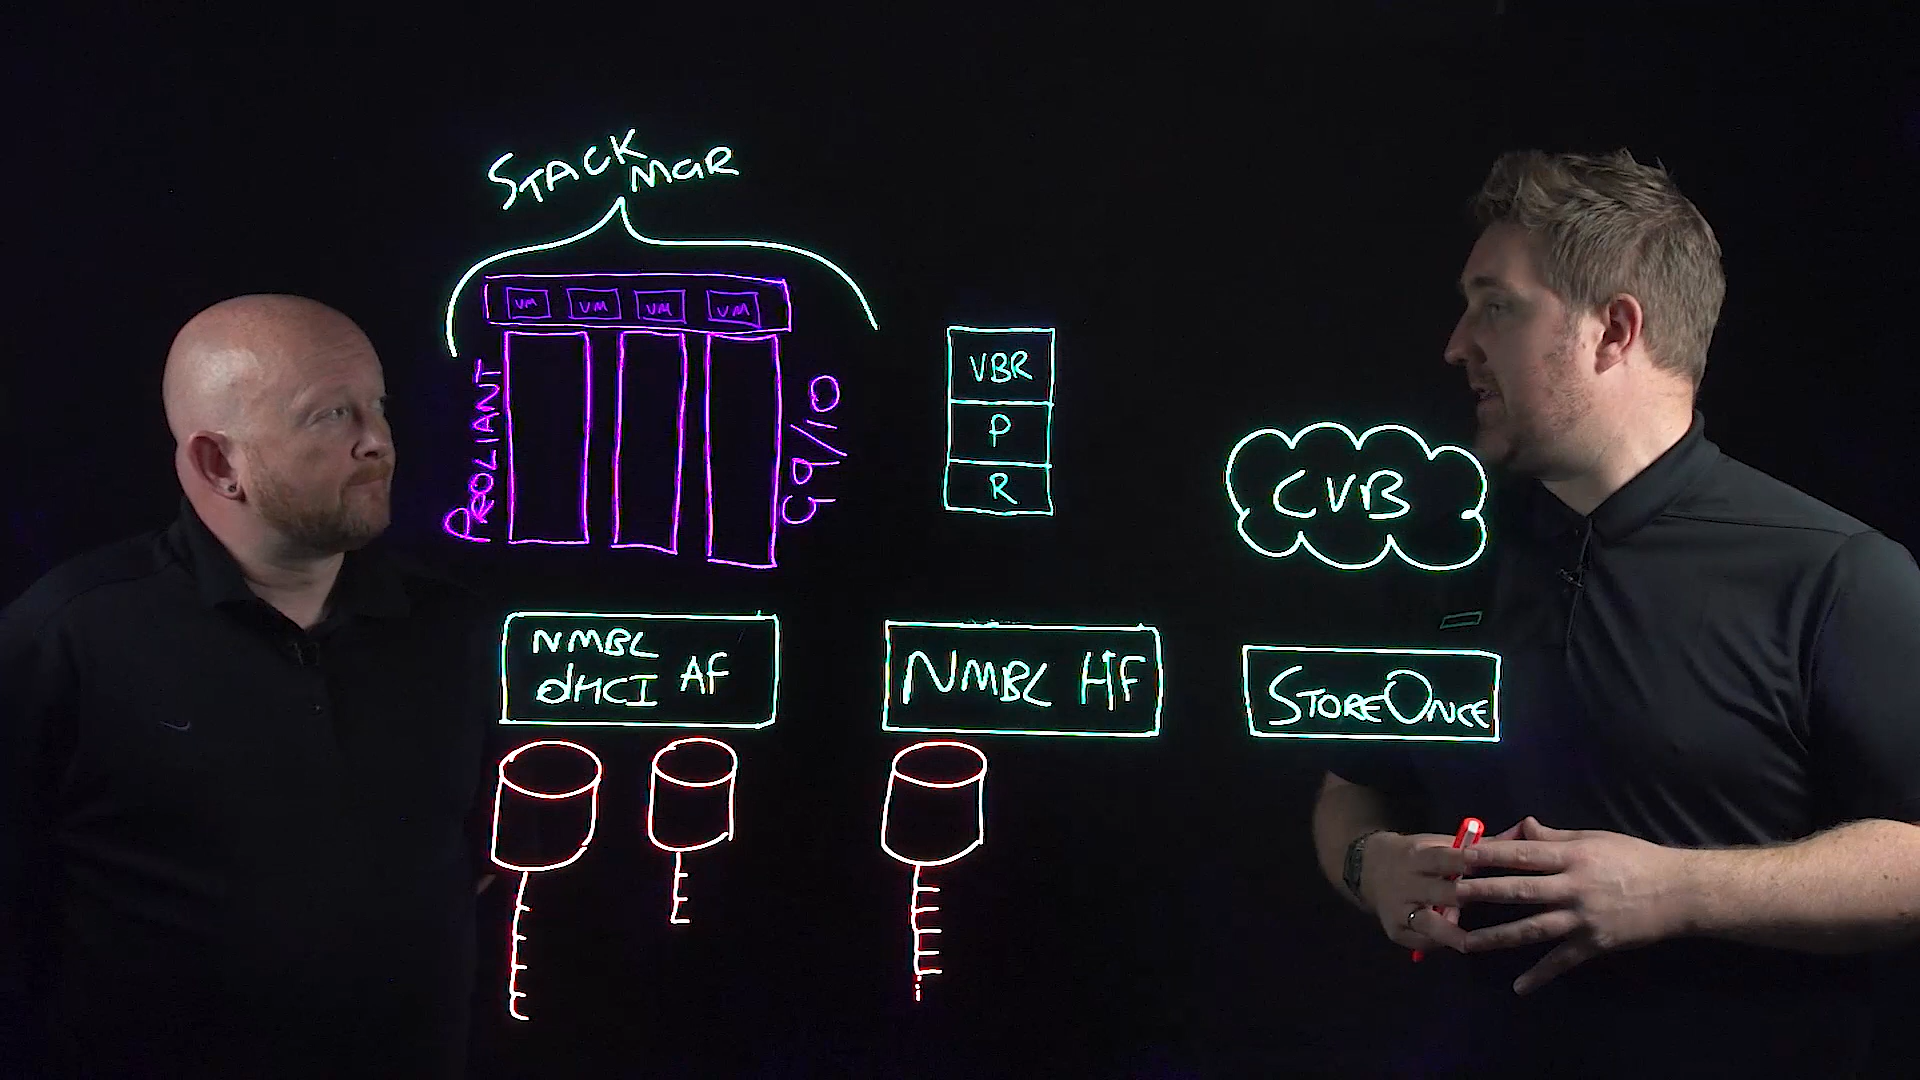 STACK MGR
VM VM VM VM
PROLIANT
G9/10
VBR
P
R
CVB
NMBL
dHCI AF
NMBL HF
STOREONCE